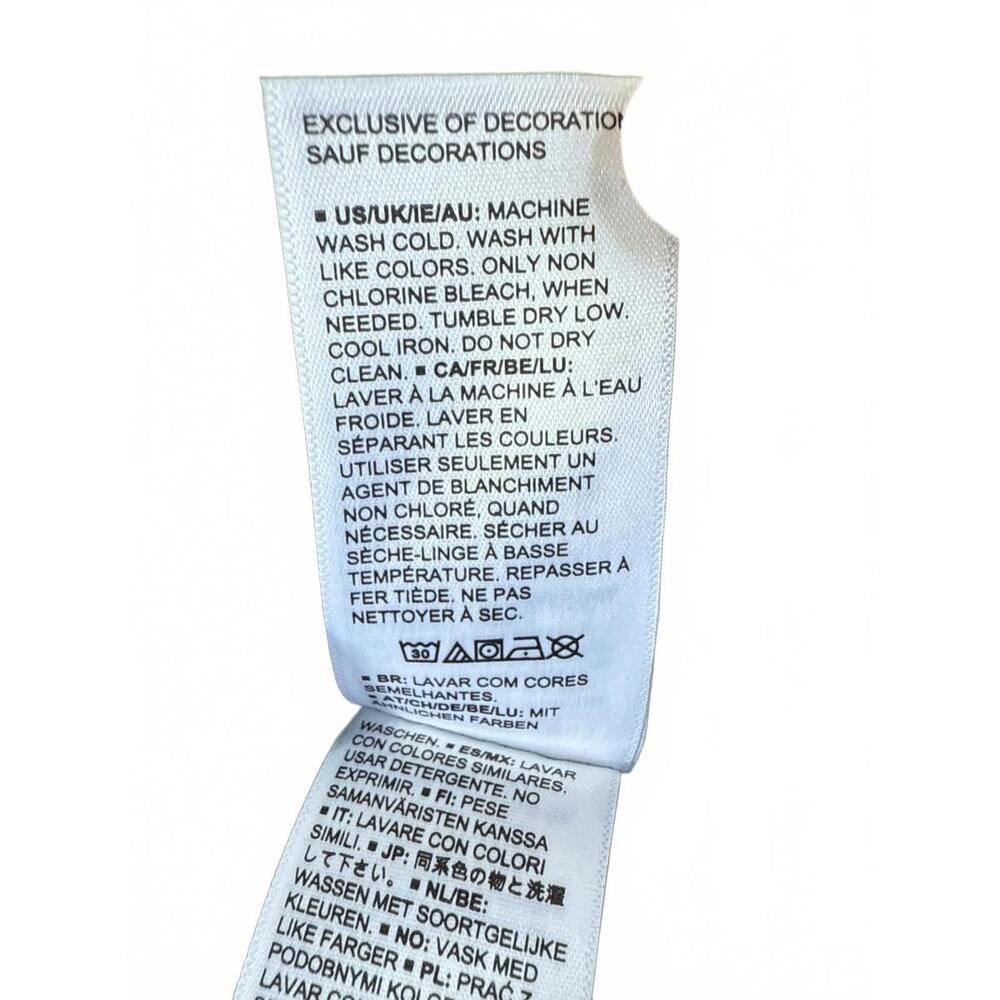 EXCLUSIVE OF DECORATION
SAUF DECORATIONS
▪ US/UK/IE/AU: MACHINE
WASH COLD. WASH WITH
LIKE COLORS. ONLY NON
CHLORINE BLEACH, WHEN
NEEDED. TUMBLE DRY LOW.
COOL IRON. DO NOT DRY
CLEAN. ▪ CA/FR/BE/LU:
LAVER À LA MACHINE À L'EAU
FROIDE. LAVER EN
SÉPARANT LES COULEURS.
UTILISER SEULEMENT UN
AGENT DE BLANCHIMENT
NON CHLORÉ, QUAND
NÉCESSAIRE. SÉCHER AU
SÈCHE-LINGE À BASSE
TEMPÉRATURE. REPASSER À
FER TIÈDE. NE PAS
NETTOYER À SEC.
30
▪ BR: LAVAR COM CORES
SEMELHANTES.
▪ AT/CH/DE/BE/LU: MIT
ÄHNLICHEN FARBEN
WASCHEN. ▪ ES/MX: LAVAR
CON COLORES SIMILARES.
USAR DETERGENTE. NO
EXPRIMIR. ▪ FI: PESE
SAMANVÄRISTEN KANSSA
▪ IT: LAVARE CON COLORI
SIMILI. ▪ JP: 同系色の物と洗濯
して下さい。 ▪ NL/BE:
WASSEN MET SOORTGELIJKE
KLEUREN. ▪ NO: VASK MED
LIKE FARGER ▪ PL: PRAĆ Z
PODOBNYMI
LAVAR